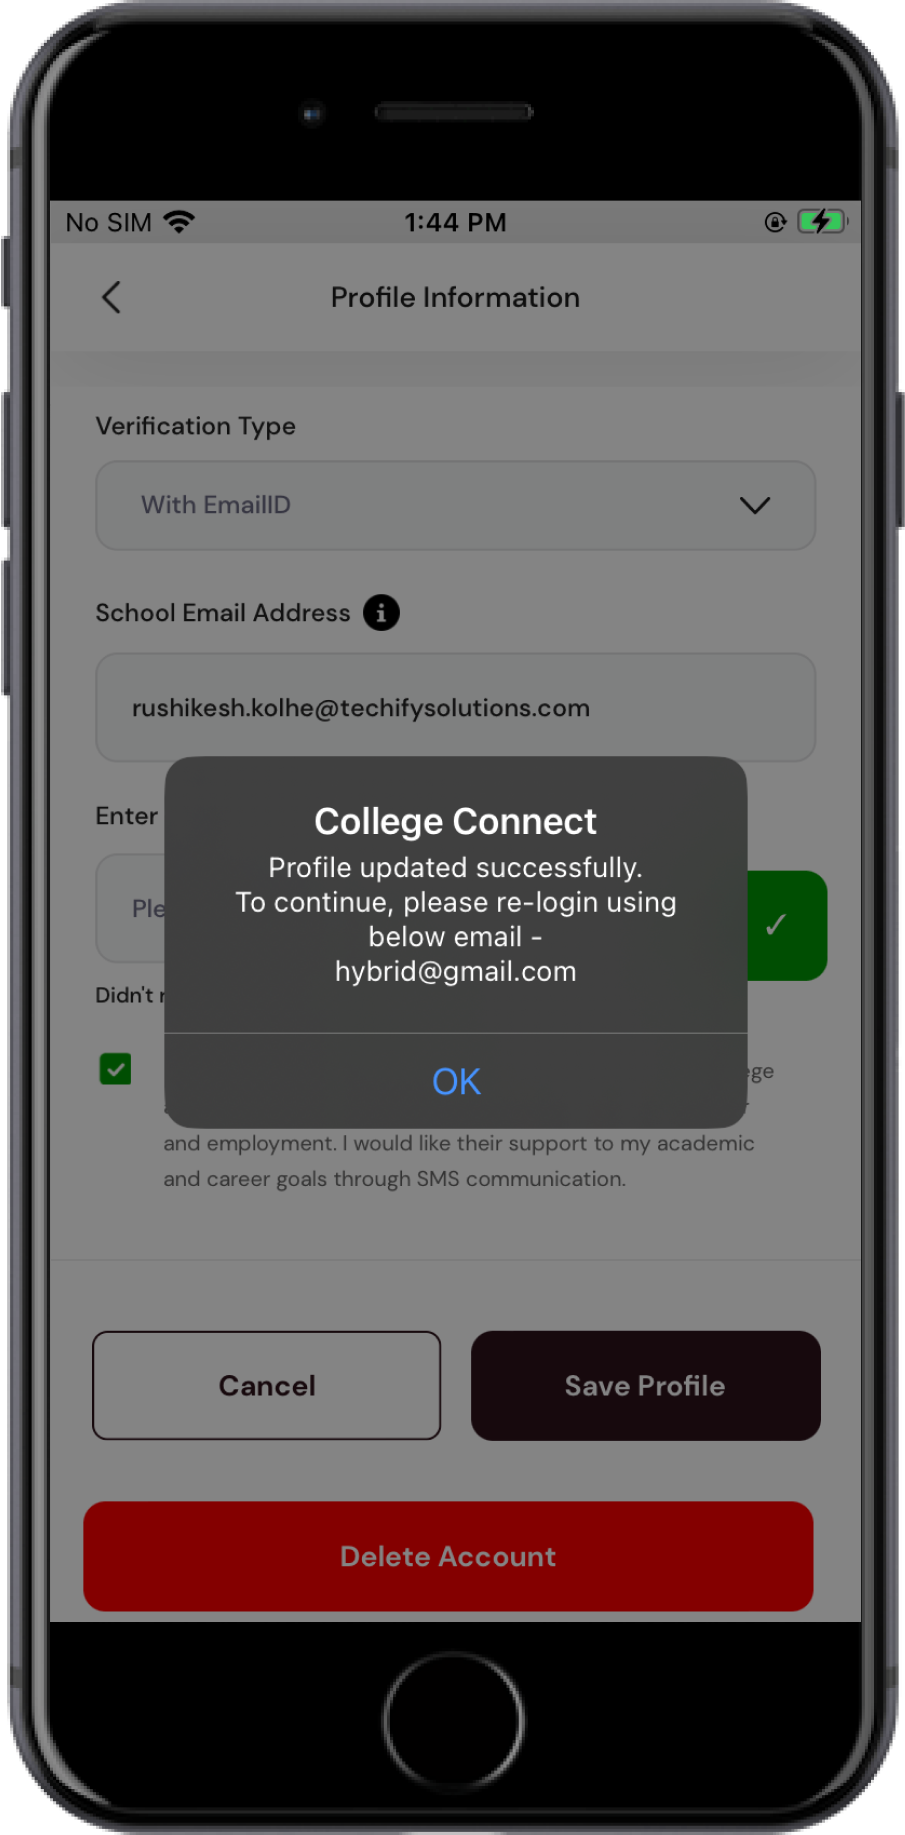 No SIM 1:44 PM
Profile Information
Verification Type
With EmailID
School Email Address
rushikesh.kolhe@techifysolutions.com
Enter
College Connect
Profile updated successfully.
To continue, please re-login using
below email -
hybrid@gmail.com
OK
Didn't
and employment. I would like their support to my academic
and career goals through SMS communication.
Cancel Save Profile
Delete Account